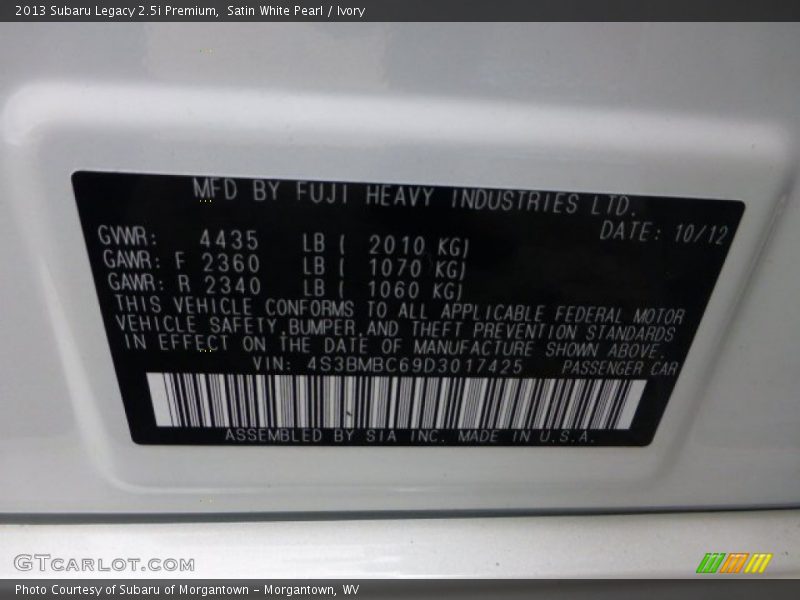 2013 Subaru Legacy 2.5i Premium,  Satin White Pearl / Ivory
MFD BY FUJI HEAVY INDUSTRIES LTD.
DATE: 10/12
GVWR: 4435 LB ( 2010 KG)
GAWR: F 2360 LB ( 1070 KG)
GAWR: R 2340 LB ( 1060 KG)
THIS VEHICLE CONFORMS TO ALL APPLICABLE FEDERAL MOTOR
VEHICLE SAFETY,BUMPER,AND THEFT PREVENTION STANDARDS
IN EFFECT ON THE DATE OF MANUFACTURE SHOWN ABOVE.
VIN: 4S3BMBC69D3017425 PASSENGER CAR
ASSEMBLED BY SIA INC. MADE IN U.S.A.
GTCARLOT.COM
Photo Courtesy of Subaru of Morgantown - Morgantown, WV